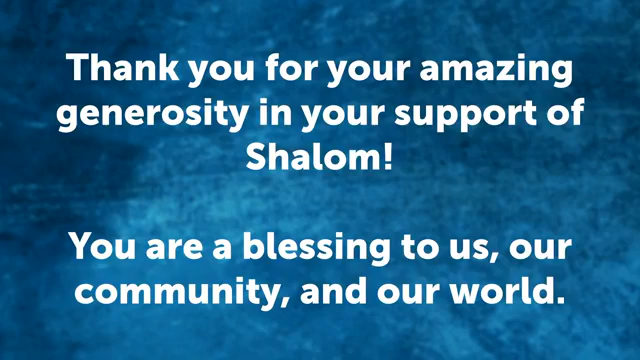 Thank you for your amazing
generosity in your support of
Shalom!
You are a blessing to us, our
community, and our world.